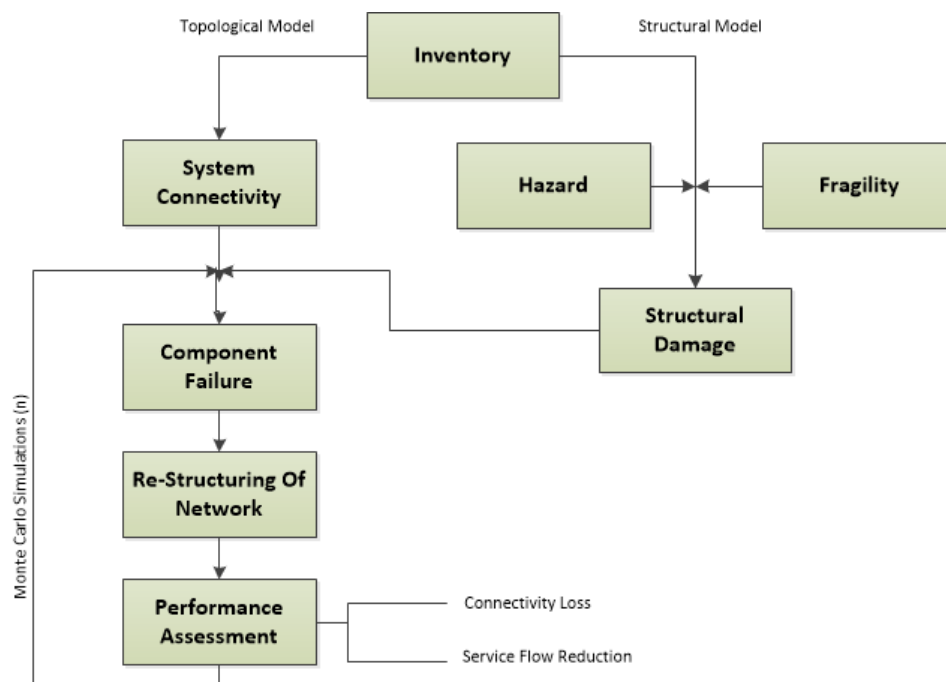 Topological Model
Structural Model
Inventory
System
Connectivity
Hazard
Fragility
Structural
Damage
Component
Failure
Re-Structuring Of
Network
Monte Carlo Simulations (n)
Performance
Assessment
Connectivity Loss
Service Flow Reduction